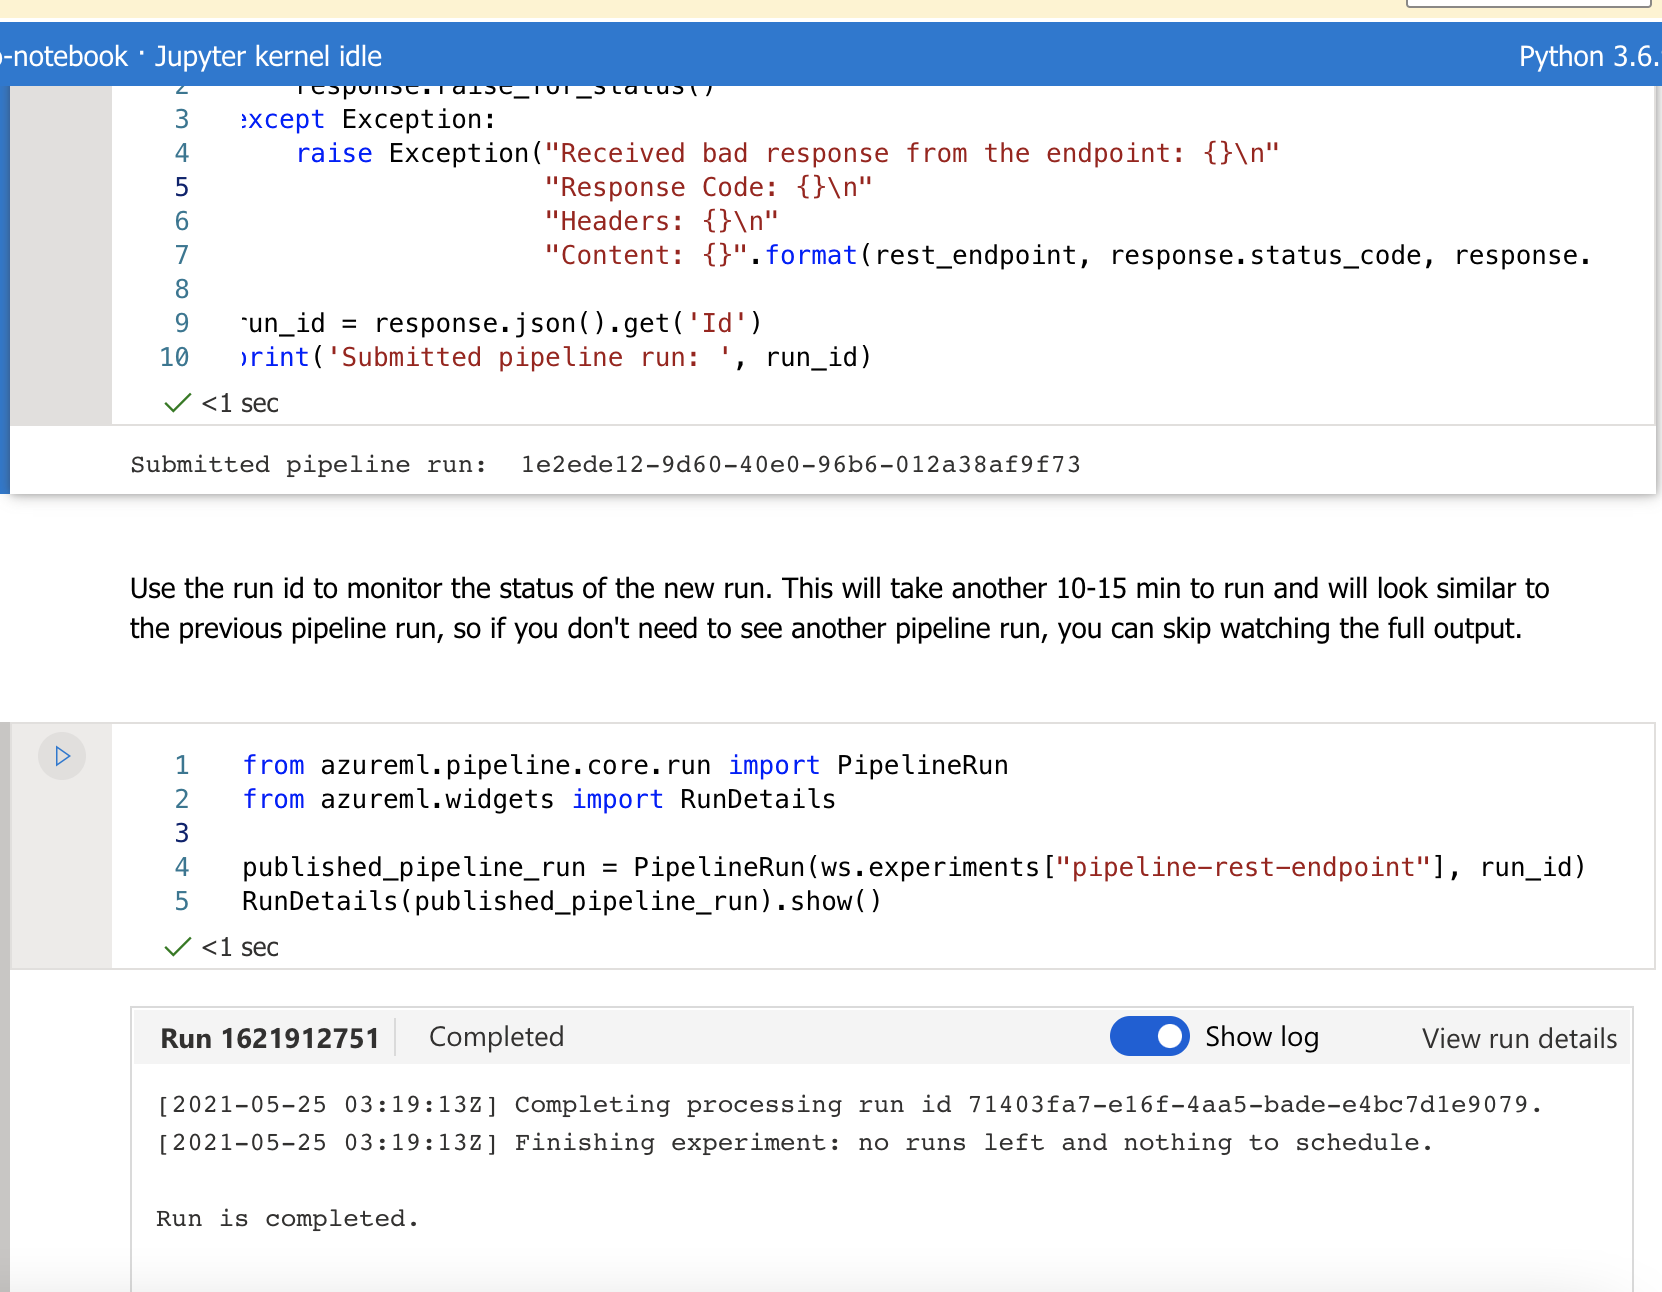 -notebook · Jupyter kernel idle
Python 3.6.
2 response.raise_for_status()
3 except Exception:
4 raise Exception("Received bad response from the endpoint: {}\n"
5 "Response Code: {}\n"
6 "Headers: {}\n"
7 "Content: {}".format(rest_endpoint, response.status_code, response.
8
9 run_id = response.json().get('Id')
10 print('Submitted pipeline run: ', run_id)
<1 sec
Submitted pipeline run:  1e2ede12-9d60-40e0-96b6-012a38af9f73
Use the run id to monitor the status of the new run. This will take another 10-15 min to run and will look similar to
the previous pipeline run, so if you don't need to see another pipeline run, you can skip watching the full output.
1 from azureml.pipeline.core.run import PipelineRun
2 from azureml.widgets import RunDetails
3
4 published_pipeline_run = PipelineRun(ws.experiments["pipeline-rest-endpoint"], run_id)
5 RunDetails(published_pipeline_run).show()
<1 sec
Run 1621912751 Completed Show log View run details
[2021-05-25 03:19:13Z] Completing processing run id 71403fa7-e16f-4aa5-bade-e4bc7d1e9079.
[2021-05-25 03:19:13Z] Finishing experiment: no runs left and nothing to schedule.
Run is completed.